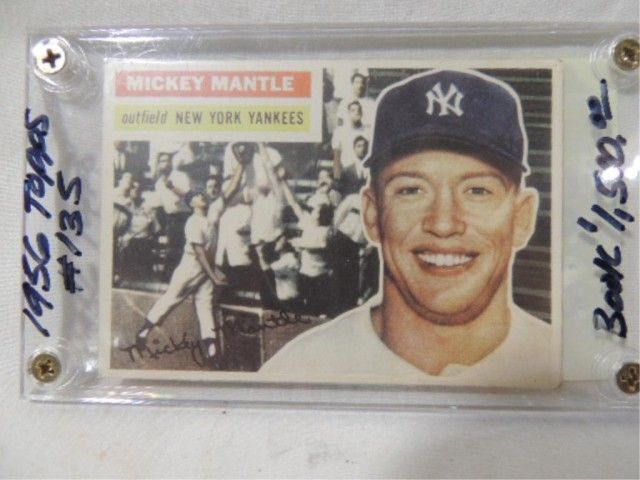 1956 Topps
#135
MICKEY MANTLE
outfield NEW YORK YANKEES
NY
Mickey Mantle
Book $1,500.00